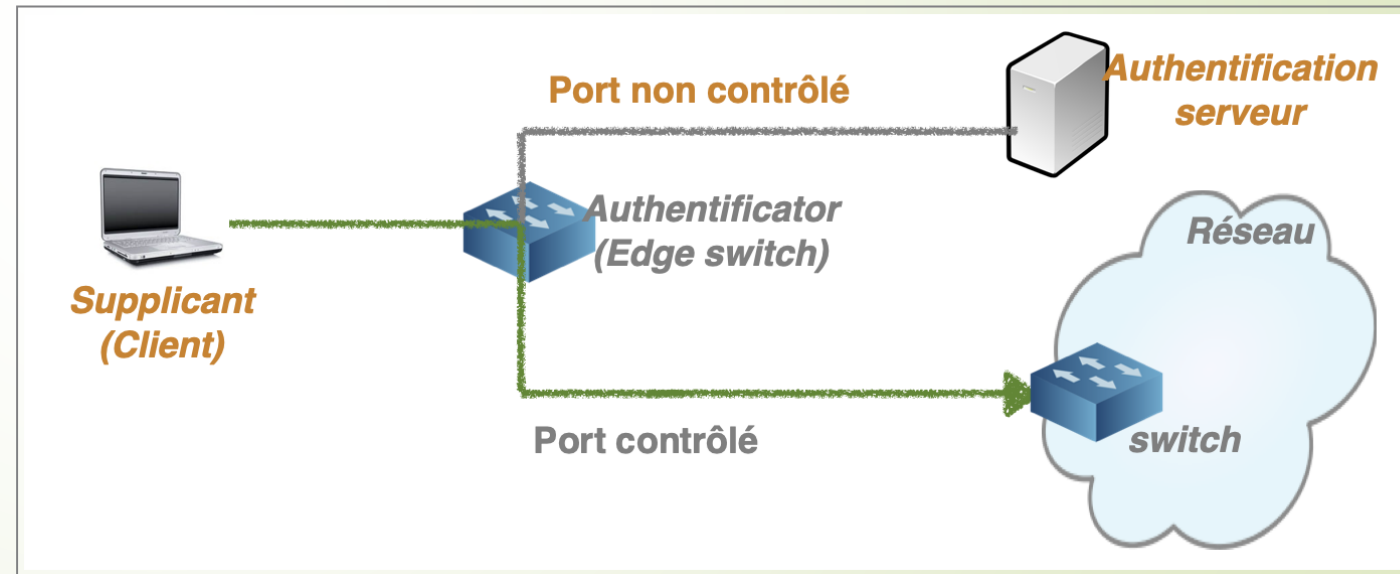 Port non contrôlé
Authentification
serveur
Supplicant
(Client)
Authentificator
(Edge switch)
Réseau
switch
Port contrôlé